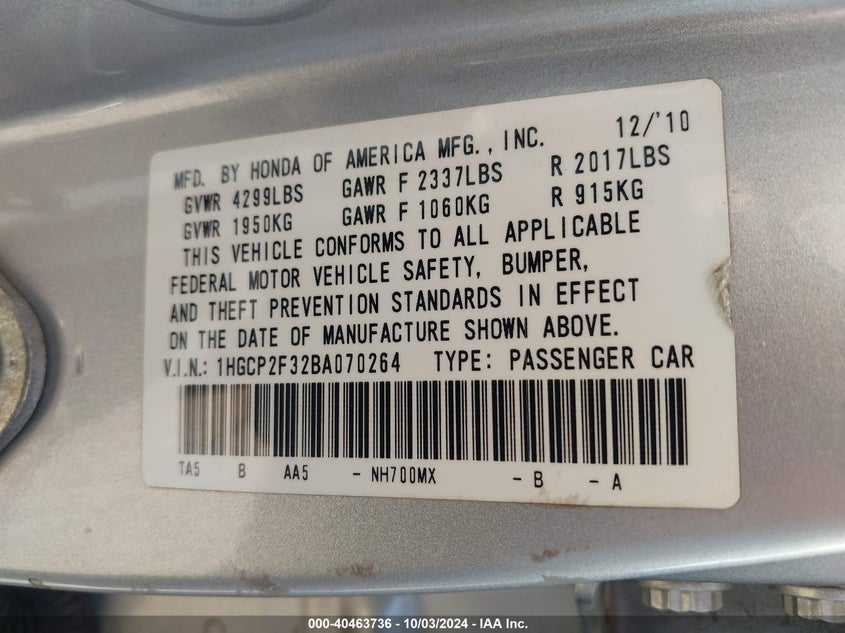 MFD. BY HONDA OF AMERICA MFG., INC. 12/'10
GVWR 4299LBS GAWR F 2337LBS R 2017LBS
GVWR 1950KG GAWR F 1060KG R 915KG
THIS VEHICLE CONFORMS TO ALL APPLICABLE
FEDERAL MOTOR VEHICLE SAFETY, BUMPER,
AND THEFT PREVENTION STANDARDS IN EFFECT
ON THE DATE OF MANUFACTURE SHOWN ABOVE.
V.I.N.: 1HGCP2F32BA070264 TYPE: PASSENGER CAR
TA5 B AA5 - NH700MX - B - A
000-40463736 - 10/03/2024 - IAA Inc.